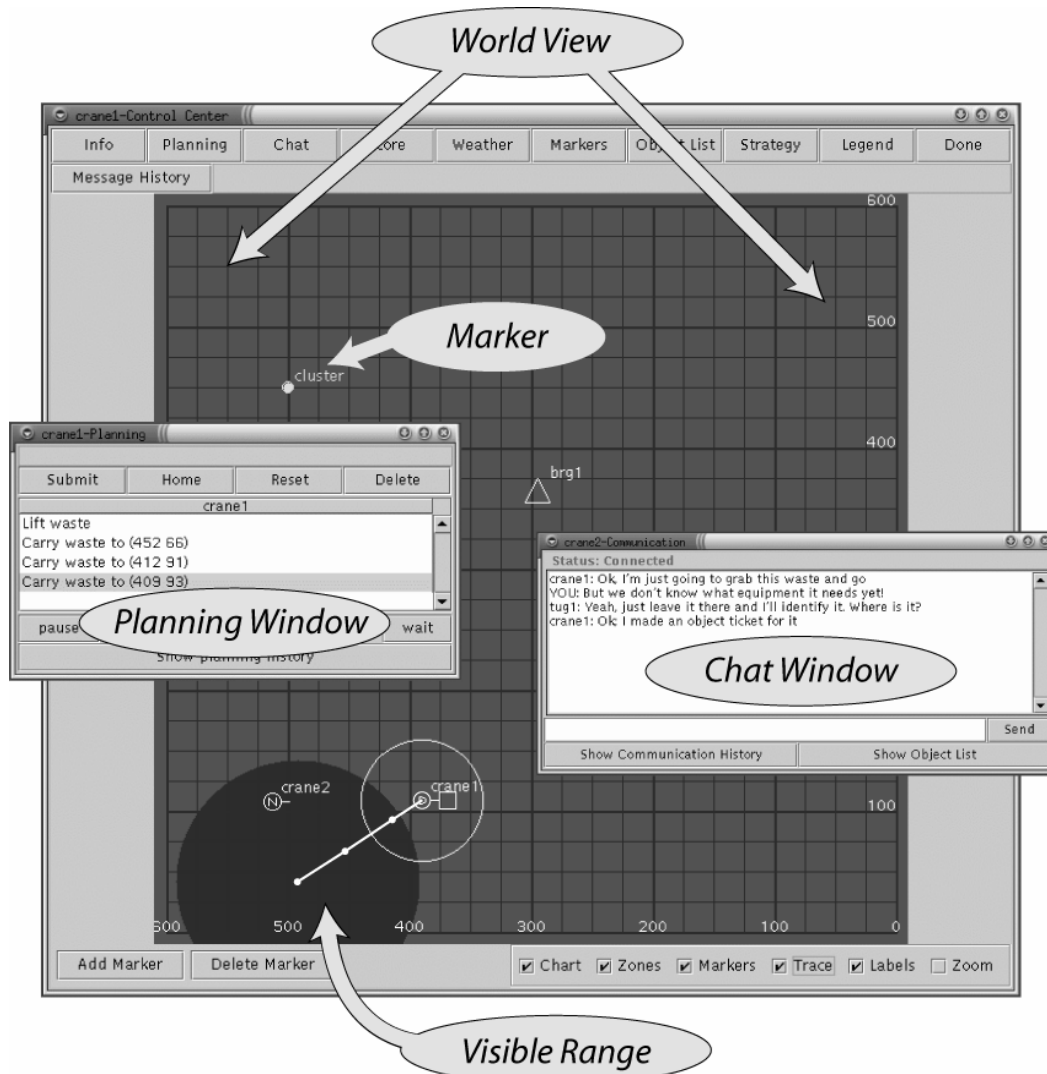 World View
crane1-Control Center
Info Planning Chat Weather Markers Object List Strategy Legend Done
Message History
600
500
Marker
cluster
400
brg1
crane1-Planning
Submit Home Reset Delete
crane1
Lift waste
Carry waste to (452 66)
Carry waste to (412 91)
Carry waste to (409 93)
pause wait
Planning Window
Show planning history
crane2-Communication
Status: Connected
crane1: Ok, I'm just going to grab this waste and go
YOU: But we don't know what equipment it needs yet!
tug1: Yeah, just leave it there and I'll identify it. Where is it?
crane1: Ok; I made an object ticket for it
Chat Window
Send
Show Communication History Show Object List
crane2
N
crane1
100
600 500 400 300 200 100 0
Add Marker Delete Marker Chart Zones Markers Trace Labels Zoom
Visible Range